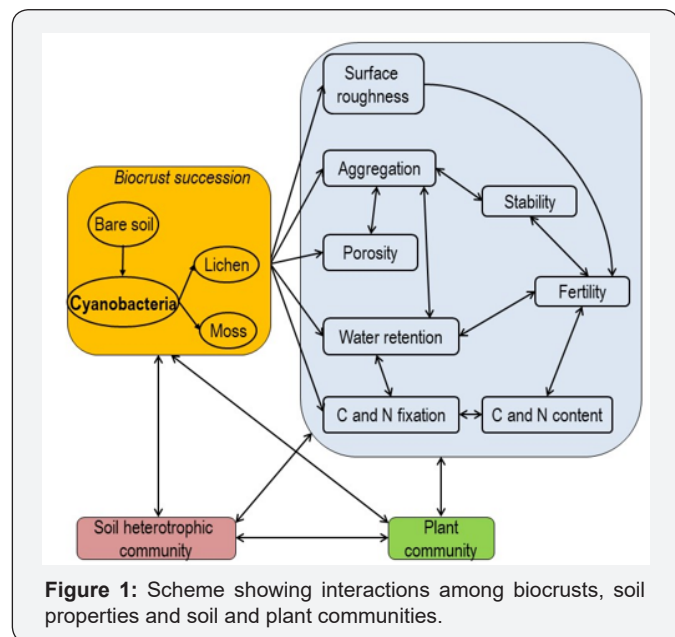 Surface
roughness
Biocrust succession
Aggregation
Bare soil
Stability
Lichen
Porosity
Cyanobacteria
Fertility
Moss
Water retention
C and N fixation
C and N content
Soil heterotrophic
community
Plant
community
Figure 1: Scheme showing interactions among biocrusts, soil
properties and soil and plant communities.